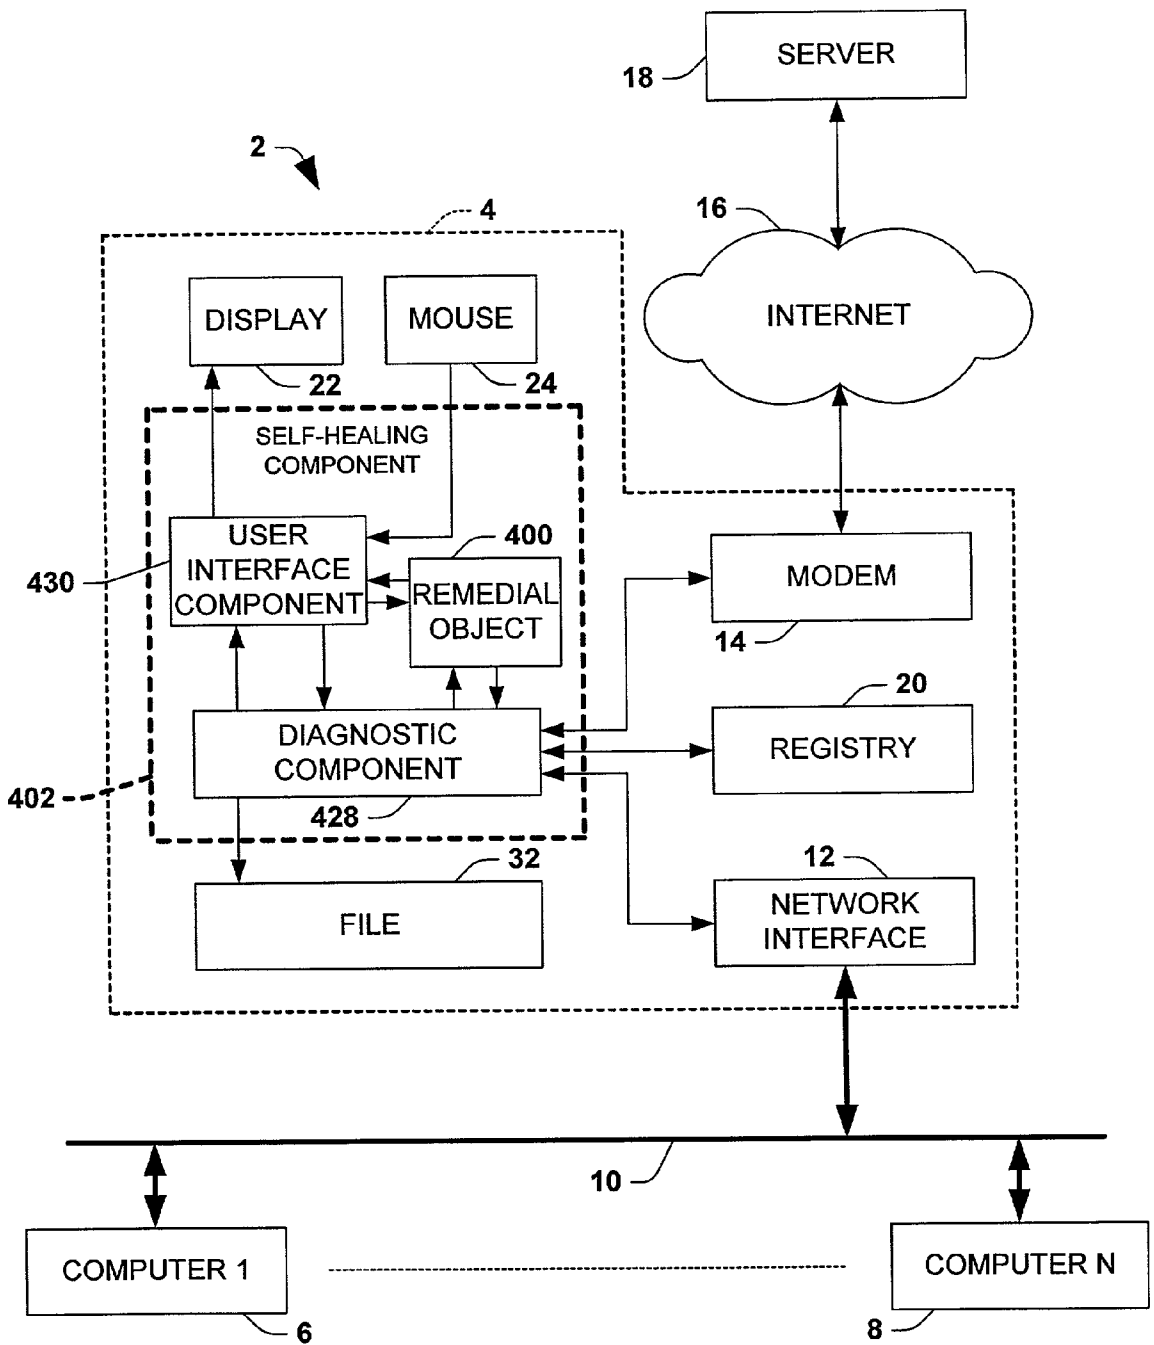 SERVER
18
2
16
4
INTERNET
DISPLAY
MOUSE
22
24
SELF-HEALING
COMPONENT
USER
INTERFACE
COMPONENT
430
400
REMEDIAL
OBJECT
MODEM
14
20
REGISTRY
DIAGNOSTIC
COMPONENT
402
428
32
12
FILE
NETWORK
INTERFACE
10
COMPUTER 1
COMPUTER N
6
8